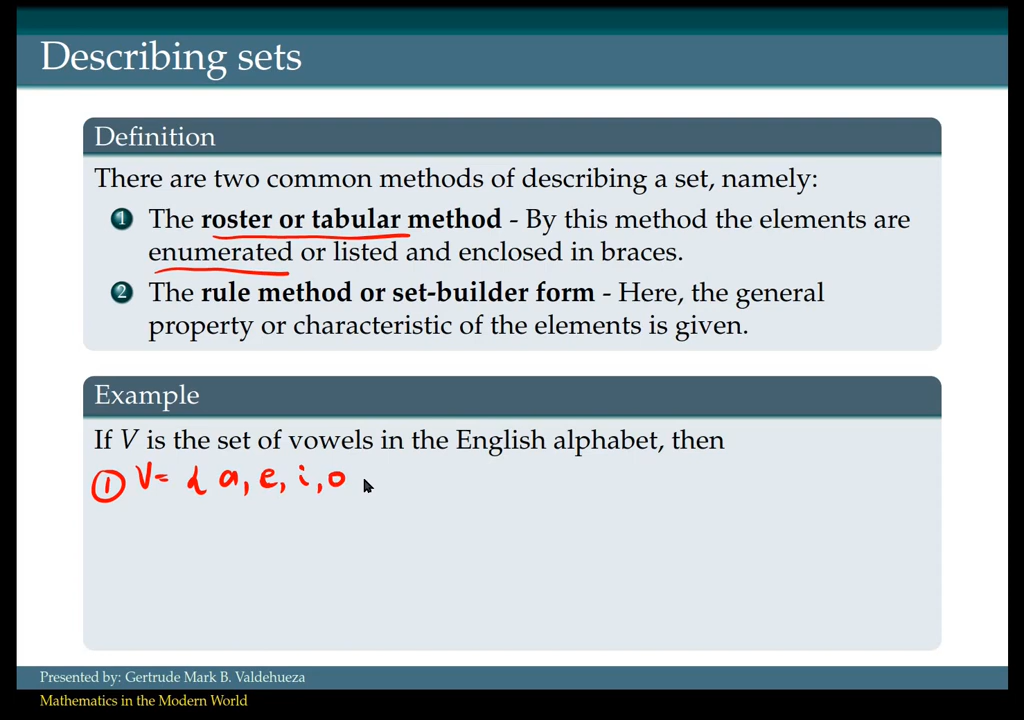 Describing sets
Definition
There are two common methods of describing a set, namely:
1 The roster or tabular method - By this method the elements are
enumerated or listed and enclosed in braces.
2 The rule method or set-builder form - Here, the general
property or characteristic of the elements is given.
Example
If V is the set of vowels in the English alphabet, then
① V= { a, e, i, o
Presented by: Gertrude Mark B. Valdehueza
Mathematics in the Modern World